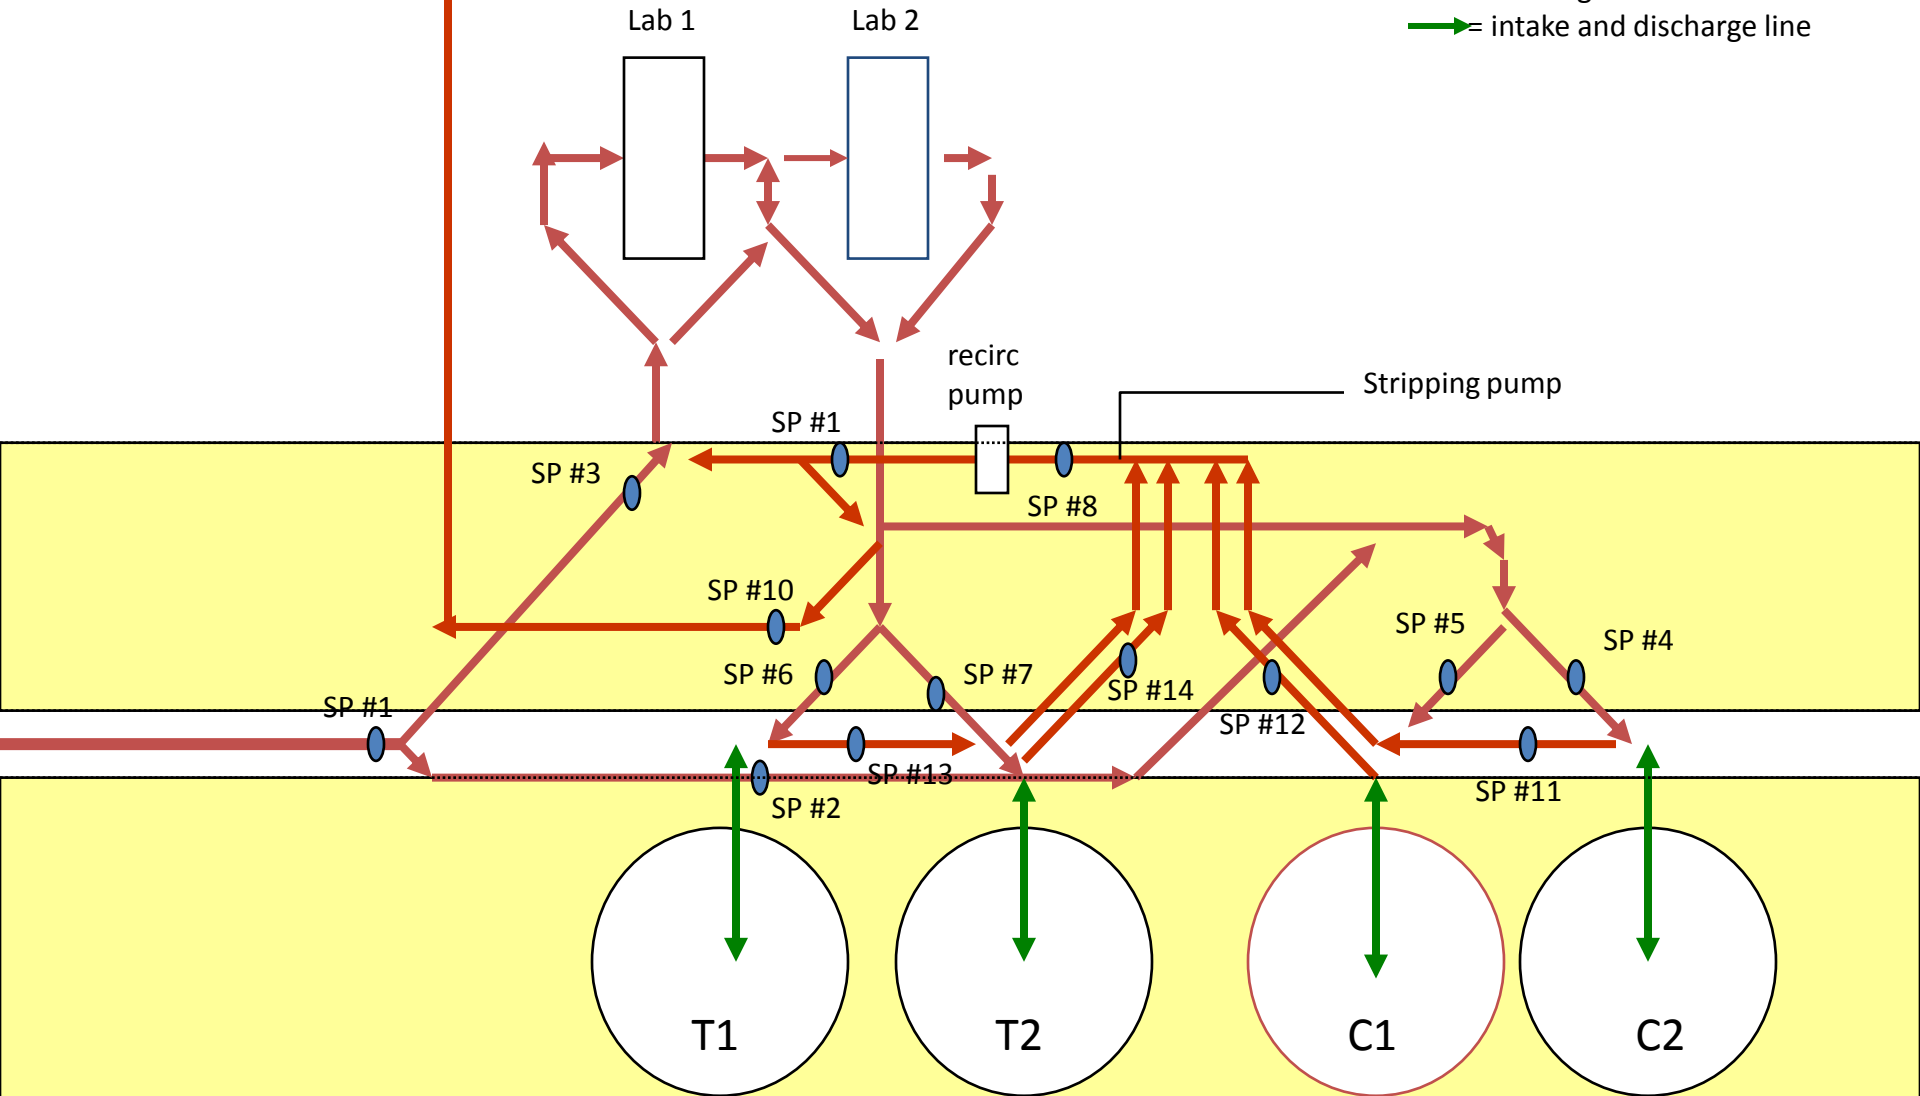 Lab 1
Lab 2
= intake and discharge line
recirc
pump
Stripping pump
SP #1
SP #3
SP #8
SP #10
SP #5
SP #4
SP #6
SP #7
SP #14
SP #1
SP #12
SP #13
SP #11
SP #2
T1
T2
C1
C2